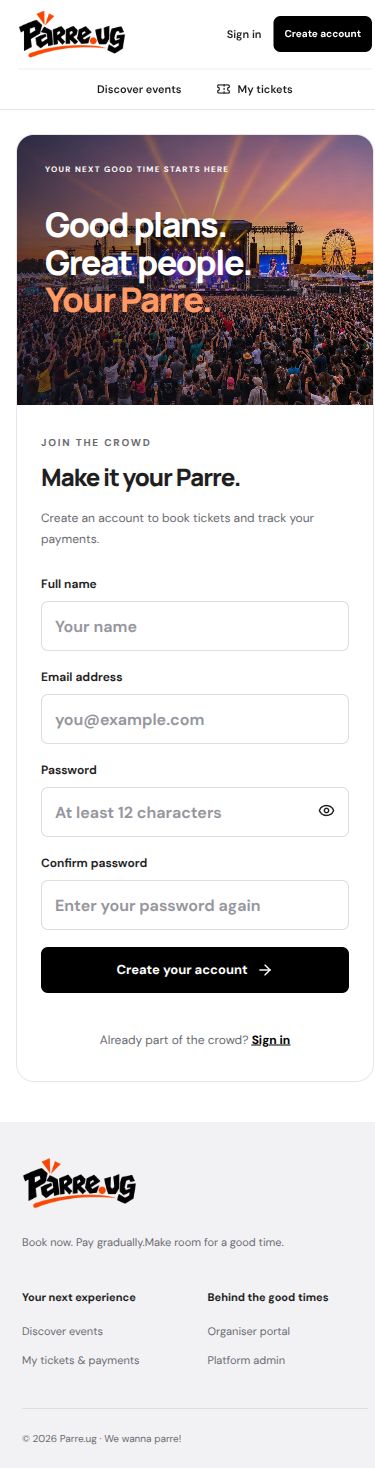 Parre.ug
Sign in
Create account
Discover events
My tickets
YOUR NEXT GOOD TIME STARTS HERE
Good plans.
Great people.
Your Parre.
JOIN THE CROWD
Make it your Parre.
Create an account to book tickets and track your
payments.
Full name
Your name
Email address
you@example.com
Password
At least 12 characters
Confirm password
Enter your password again
Create your account
Already part of the crowd? Sign in
Parre.ug
Book now. Pay gradually.Make room for a good time.
Your next experience
Discover events
My tickets & payments
Behind the good times
Organiser portal
Platform admin
© 2026 Parre.ug · We wanna parre!